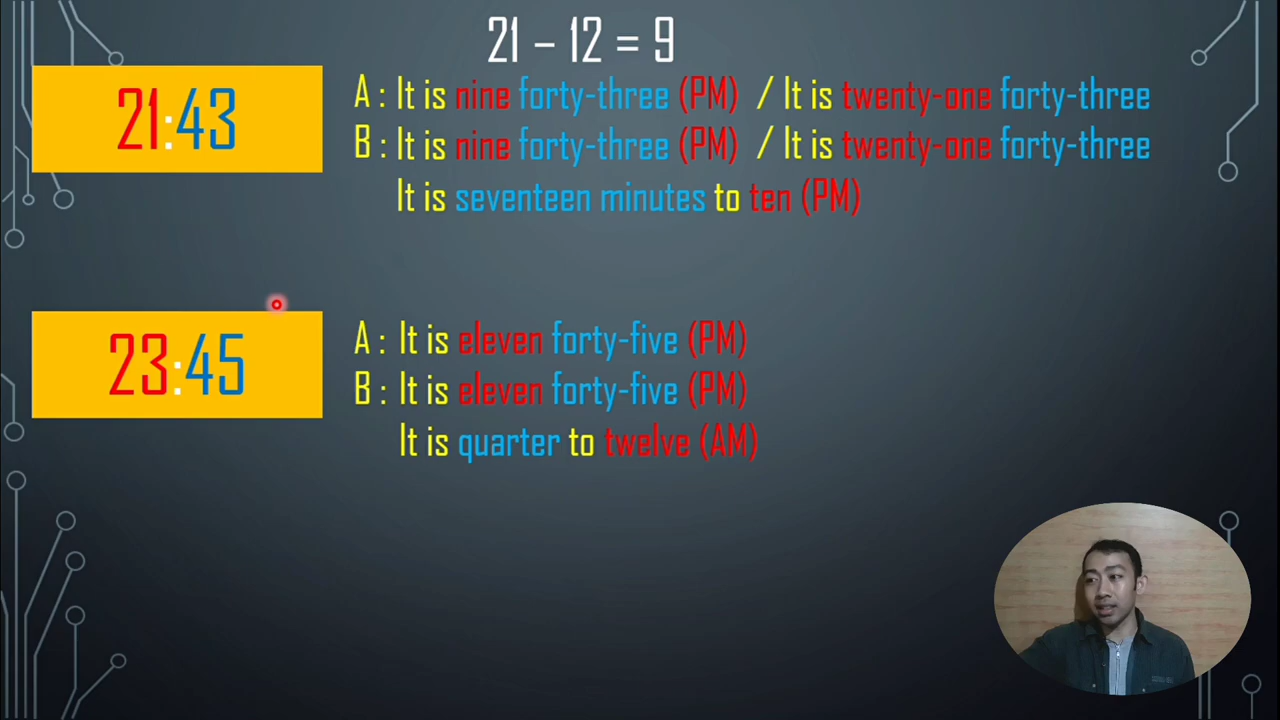 21 – 12 = 9
21:43
A : It is nine forty-three (PM) / It is twenty-one forty-three
B : It is nine forty-three (PM) / It is twenty-one forty-three
It is seventeen minutes to ten (PM)
23:45
A : It is eleven forty-five (PM)
B : It is eleven forty-five (PM)
It is quarter to twelve (AM)